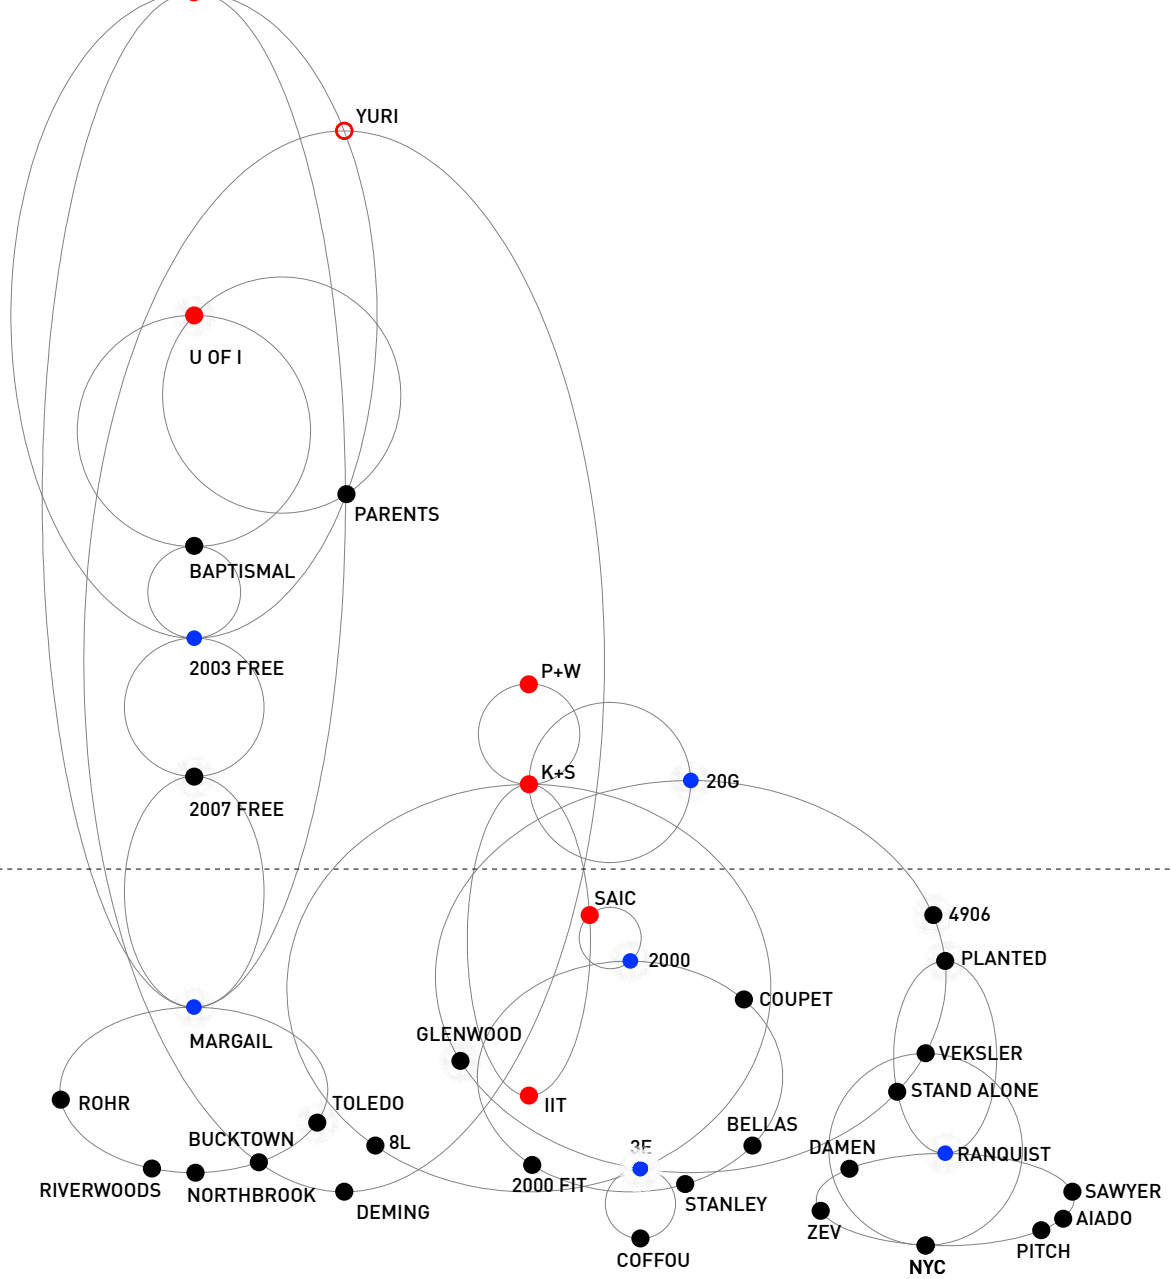 YURI
U OF I
PARENTS
BAPTISMAL
2003 FREE
P+W
K+S
20G
2007 FREE
SAIC
4906
2000
PLANTED
COUPET
GLENWOOD
MARGAIL
VEKSLER
STAND ALONE
ROHR
TOLEDO
IIT
BELLAS
BUCKTOWN
8L
3E
DAMEN
RANQUIST
RIVERWOODS
NORTHBROOK
2000 FIT
STANLEY
SAWYER
DEMING
AIADO
ZEV
PITCH
COFFOU
NYC